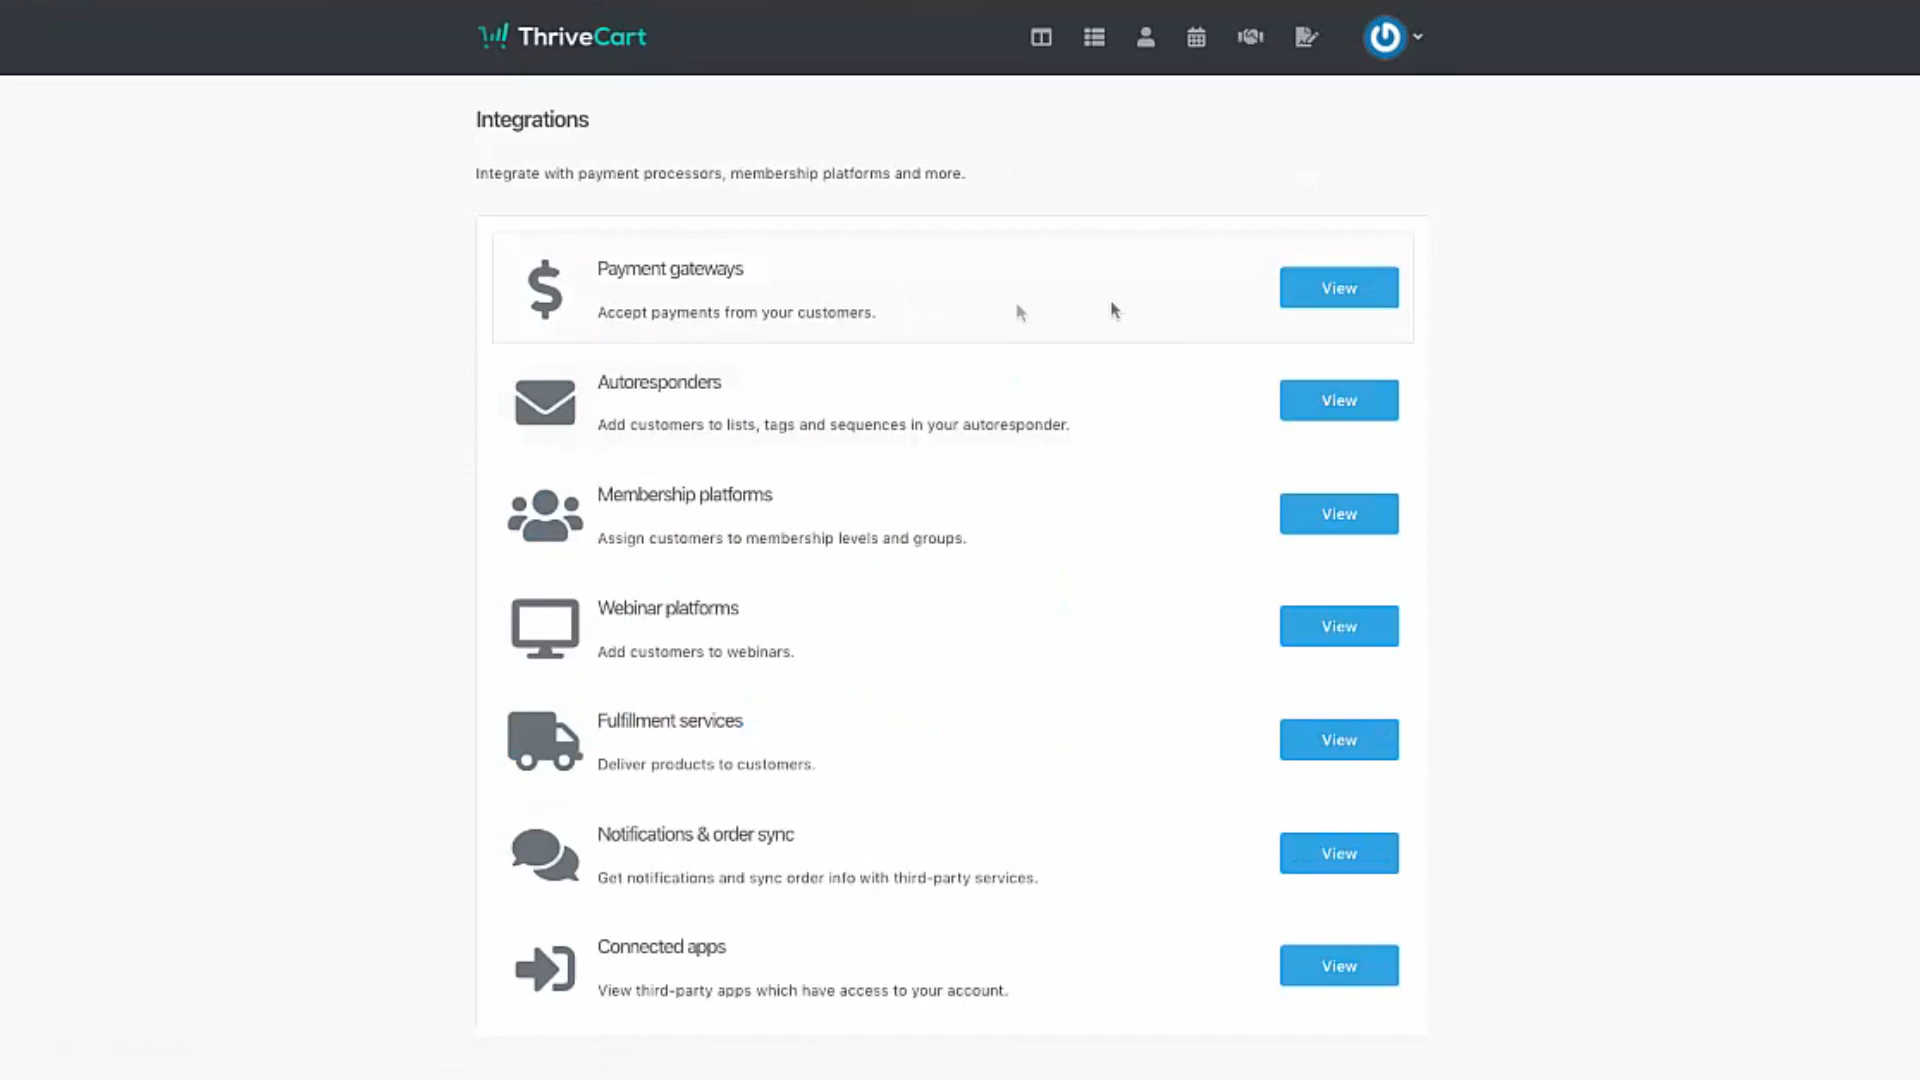 ThriveCart
Integrations
Integrate with payment processors, membership platforms and more.
Payment gateways
Accept payments from your customers.
View
Autoresponders
Add customers to lists, tags and sequences in your autoresponder.
View
Membership platforms
Assign customers to membership levels and groups.
View
Webinar platforms
Add customers to webinars.
View
Fulfillment services
Deliver products to customers.
View
Notifications & order sync
Get notifications and sync order info with third-party services.
View
Connected apps
View third-party apps which have access to your account.
View